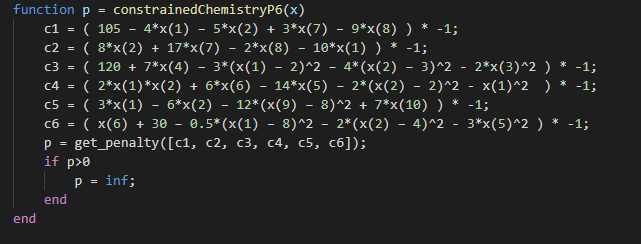 function p = constrainedChemistryP6(x)
c1 = ( 105 - 4*x(1) - 5*x(2) + 3*x(7) - 9*x(8) ) * -1;
c2 = ( 8*x(2) + 17*x(7) - 2*x(8) - 10*x(1) ) * -1;
c3 = ( 120 + 7*x(4) - 3*(x(1) - 2)^2 - 4*(x(2) - 3)^2 - 2*x(3)^2 ) * -1;
c4 = ( 2*x(1)*x(2) + 6*x(6) - 14*x(5) - 2*(x(2) - 2)^2 - x(1)^2  ) * -1;
c5 = ( 3*x(1) - 6*x(2) - 12*(x(9) - 8)^2 + 7*x(10) ) * -1;
c6 = ( x(6) + 30 - 0.5*(x(1) - 8)^2 - 2*(x(2) - 4)^2 - 3*x(5)^2 ) * -1;
p = get_penalty([c1, c2, c3, c4, c5, c6]);
if p>0
p = inf;
end
end